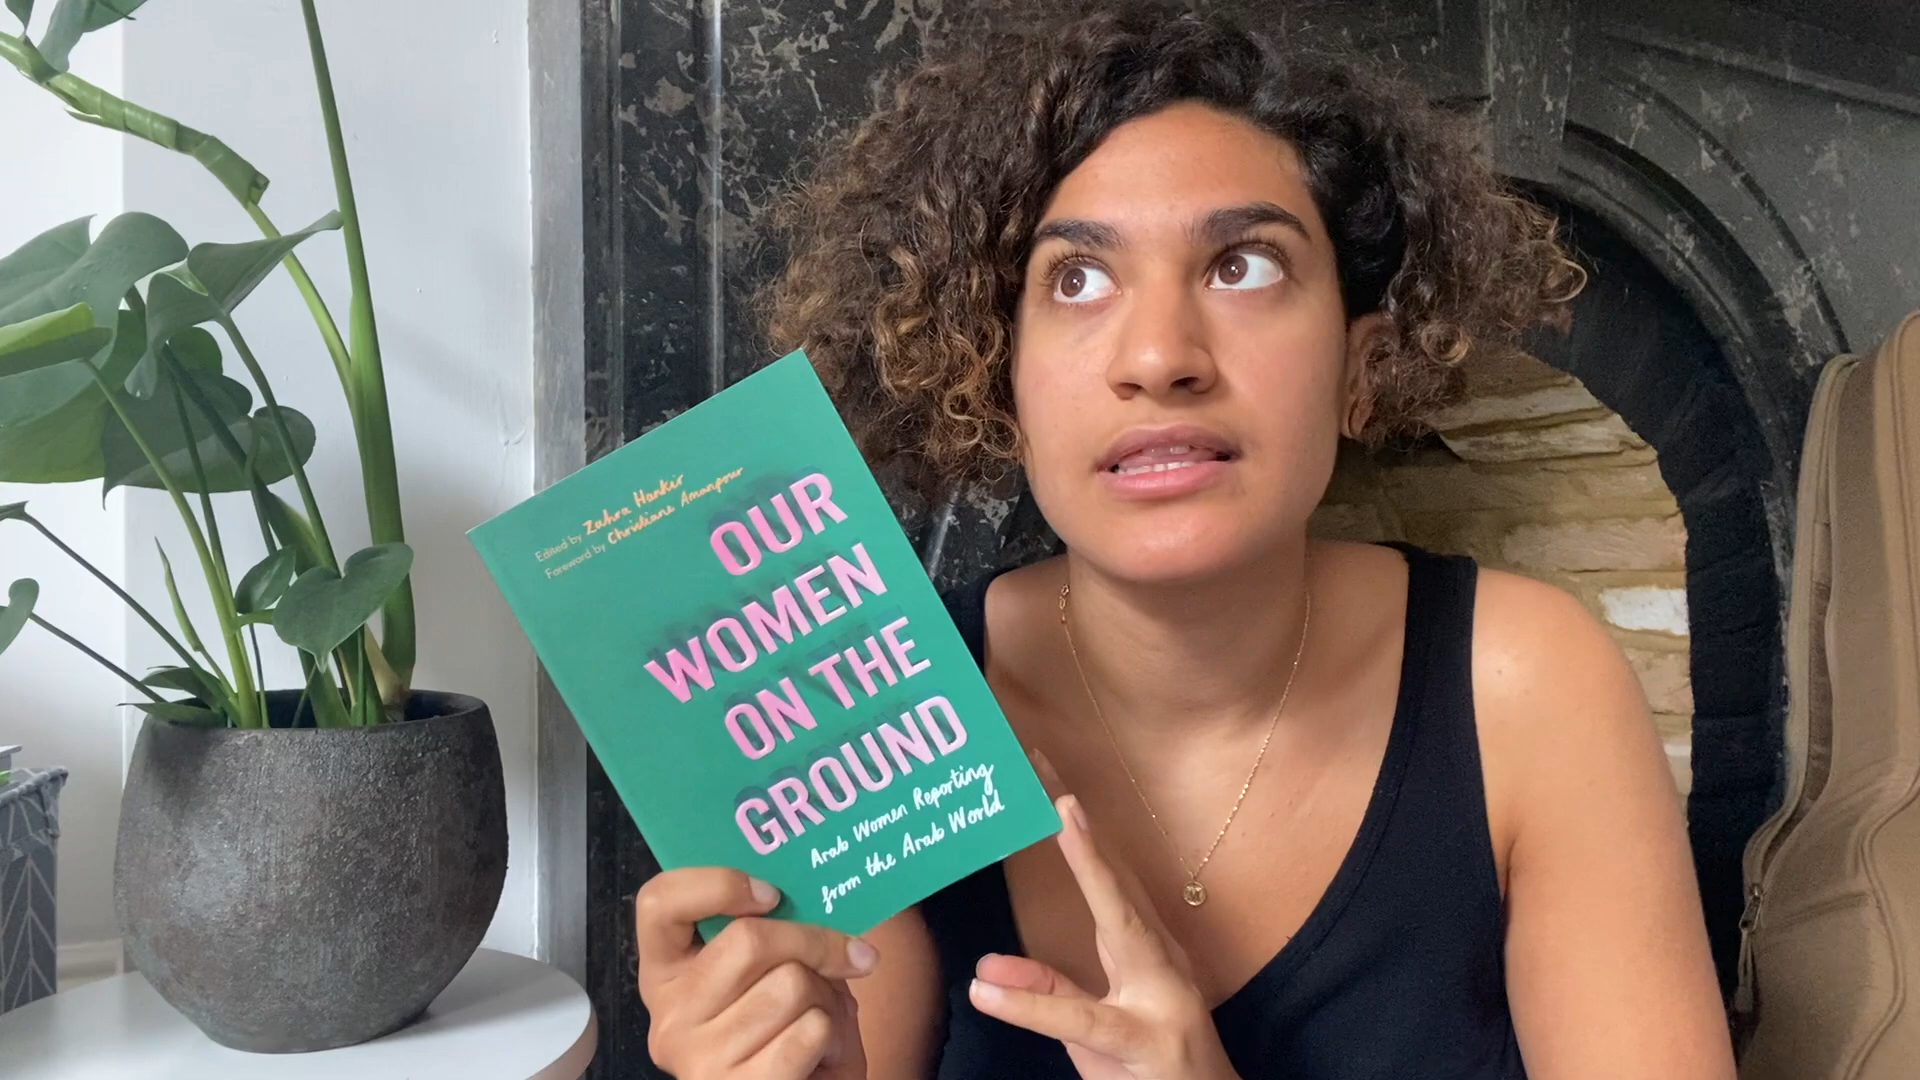 Edited by Zahra Hankir
Foreword by Christiane Amanpour
OUR
WOMEN
ON THE
GROUND
Arab Women Reporting
from the Arab World